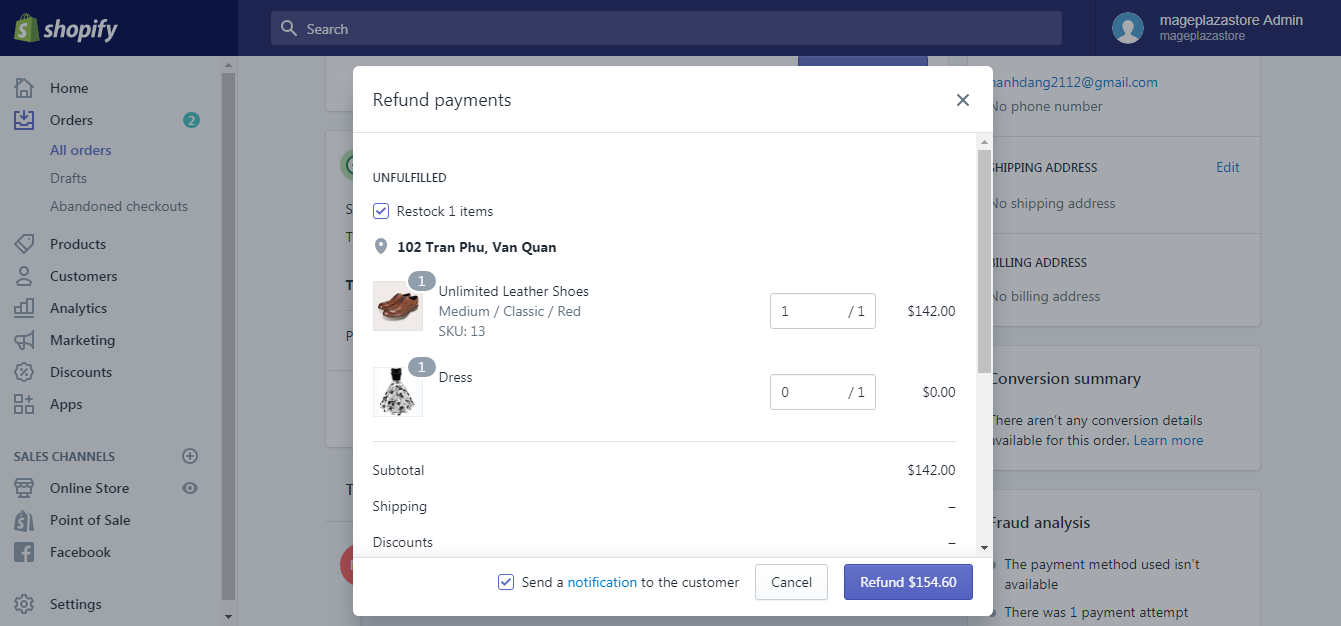 shopify
Search
mageplazastore Admin
mageplazastore
Home
Orders
2
All orders
Drafts
Abandoned checkouts
Products
Customers
Analytics
Marketing
Discounts
Apps
SALES CHANNELS
Online Store
Point of Sale
Facebook
Settings
Refund payments
UNFULFILLED
Restock 1 items
102 Tran Phu, Van Quan
1
Unlimited Leather Shoes
Medium / Classic / Red
SKU: 13
1 / 1
$142.00
1
Dress
0 / 1
$0.00
Subtotal
$142.00
Shipping
–
Discounts
–
Send a notification to the customer
Cancel
Refund $154.60
anhdang2112@gmail.com
No phone number
SHIPPING ADDRESS
Edit
No shipping address
BILLING ADDRESS
No billing address
Conversion summary
There aren't any conversion details
available for this order. Learn more
Fraud analysis
The payment method used isn't
available
There was 1 payment attempt